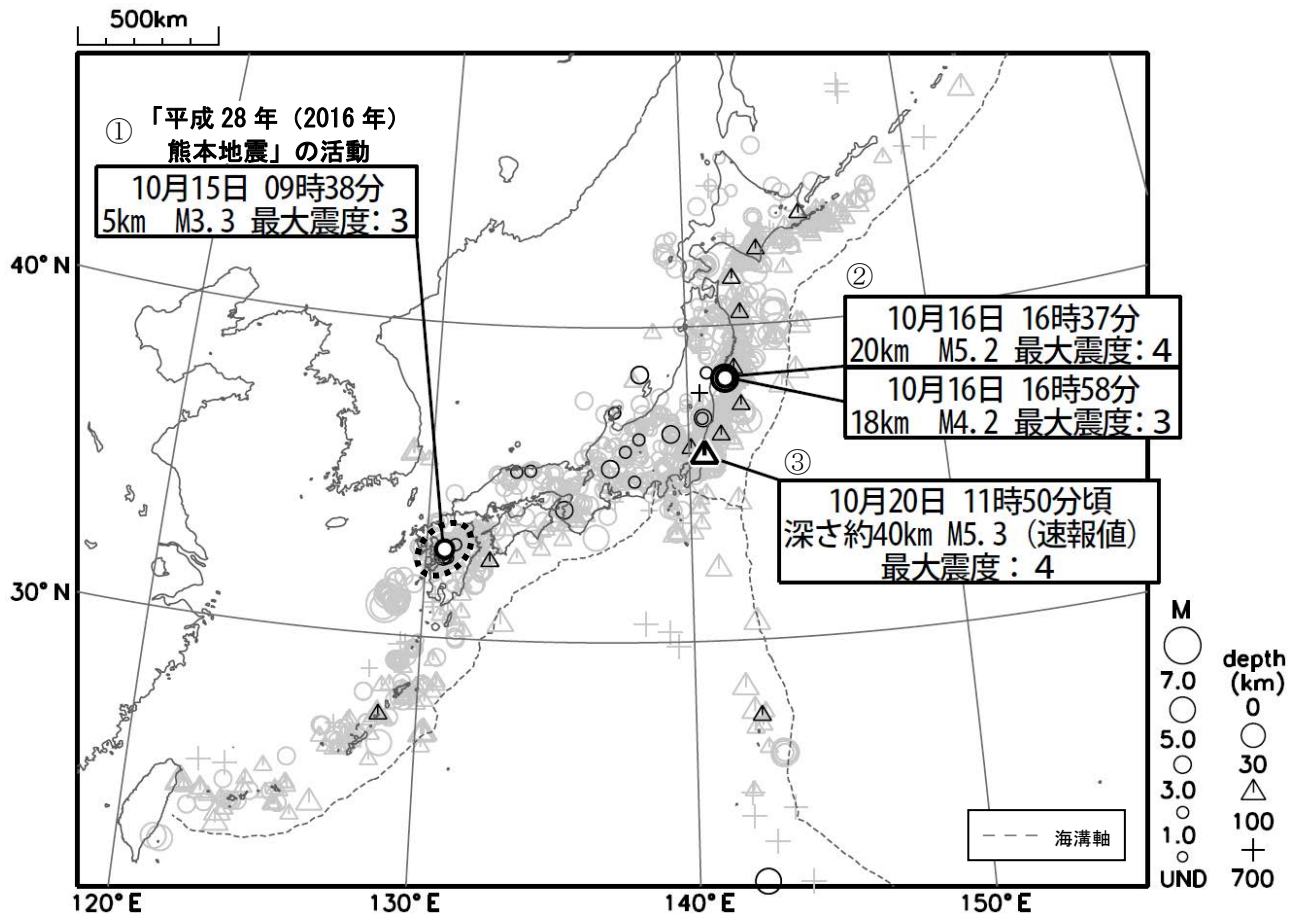 500km
① 「平成 28 年（2016 年）
熊本地震」の活動
10月15日 09時38分
5km M3.3 最大震度：３
40°N
②
10月16日 16時37分
20km M5.2 最大震度：４
10月16日 16時58分
18km M4.2 最大震度：３
③
10月20日 11時50分頃
深さ約40km M5.3（速報値）
最大震度：４
30°N
M
7.0
5.0
3.0
1.0
UND
depth
(km)
0
30
100
700
海溝軸
120°E
130°E
140°E
150°E